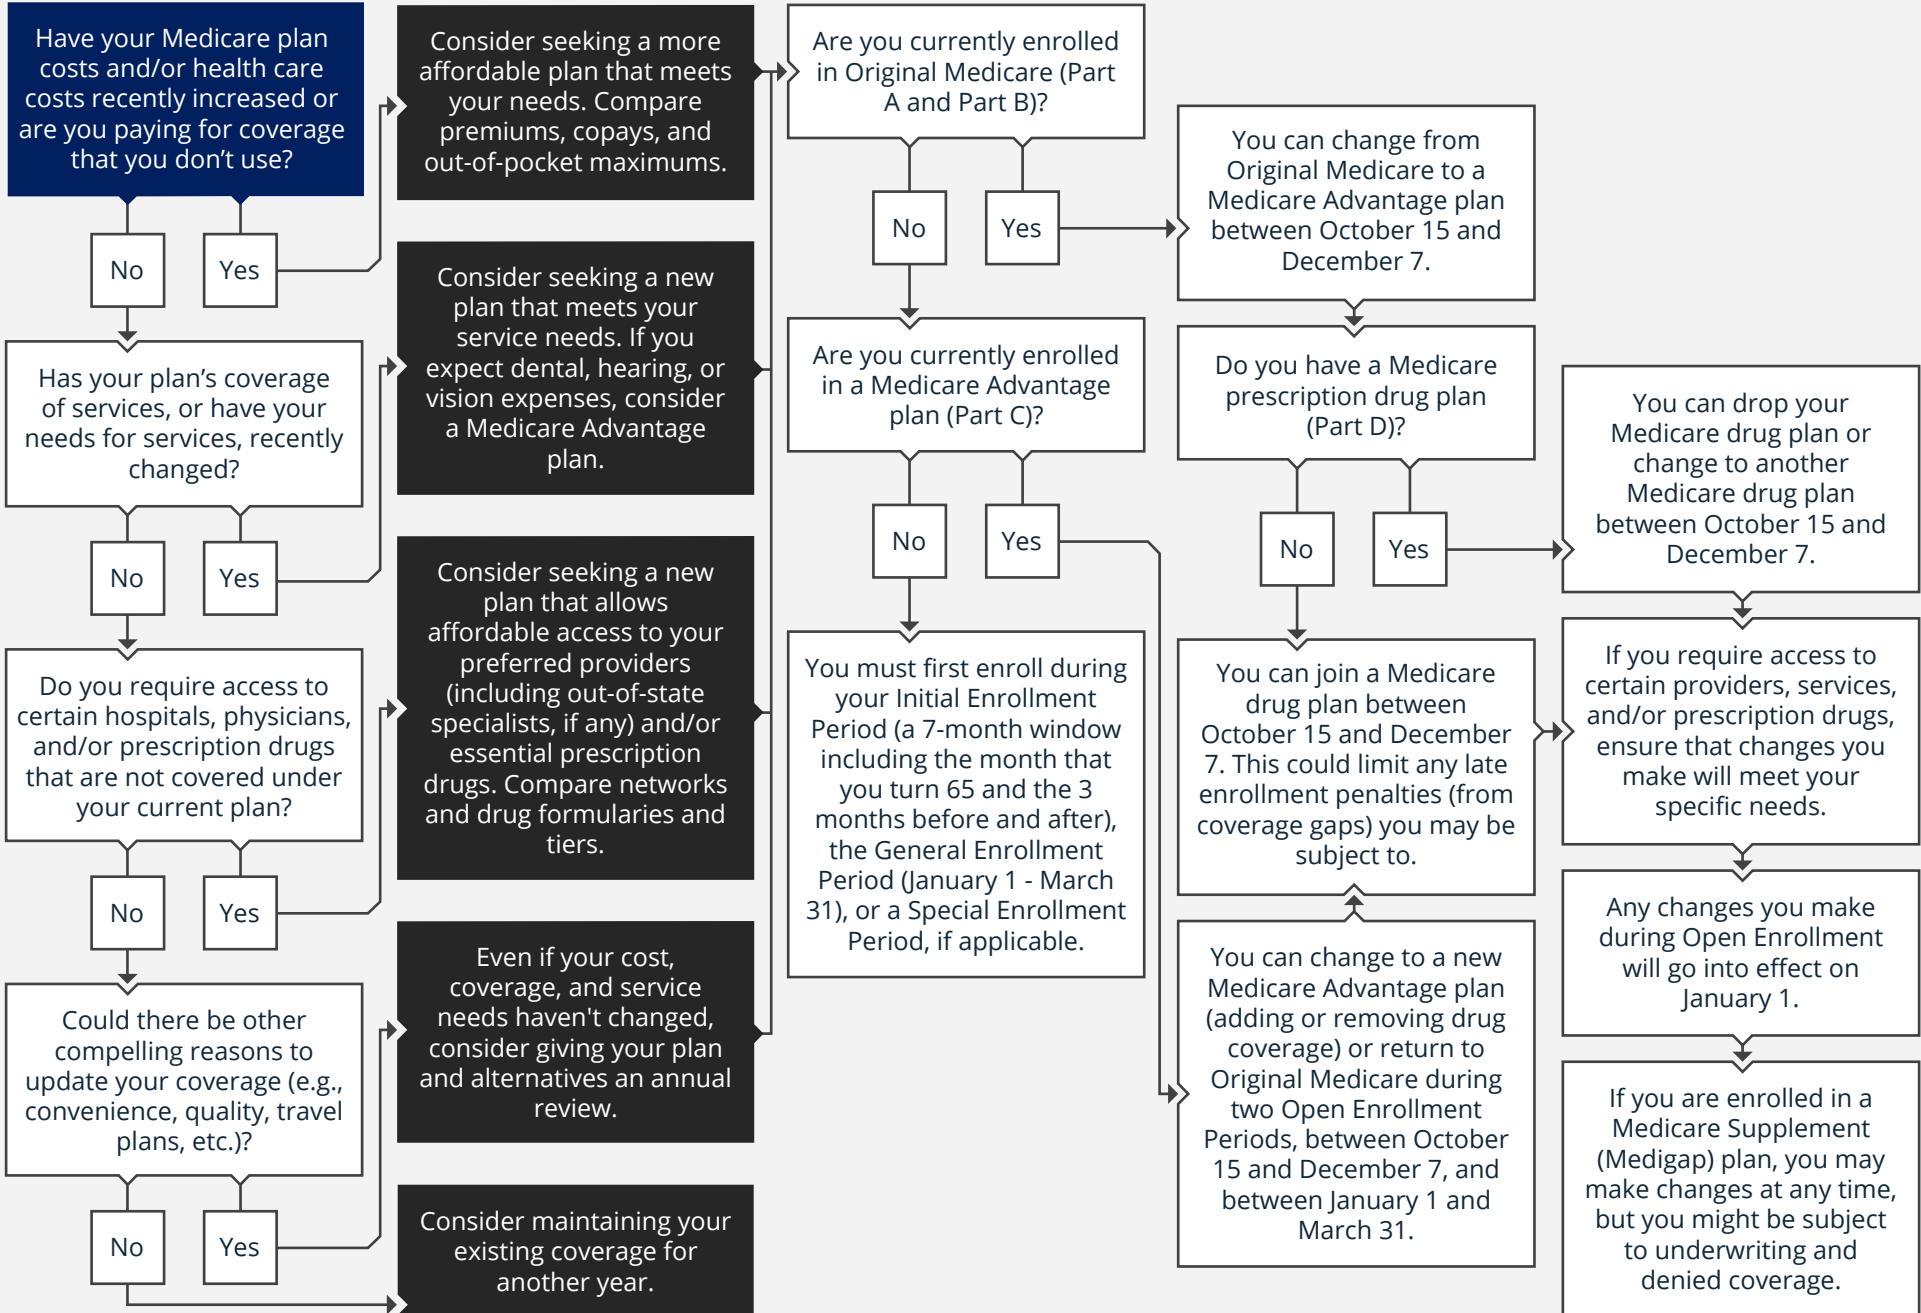 Have your Medicare plan
costs and/or health care
costs recently increased or
are you paying for coverage
that you don’t use?
No
Yes
Has your plan’s coverage
of services, or have your
needs for services, recently
changed?
No
Yes
Do you require access to
certain hospitals, physicians,
and/or prescription drugs
that are not covered under
your current plan?
No
Yes
Could there be other
compelling reasons to
update your coverage (e.g.,
convenience, quality, travel
plans, etc.)?
No
Yes
Consider seeking a more
affordable plan that meets
your needs. Compare
premiums, copays, and
out-of-pocket maximums.
Consider seeking a new
plan that meets your
service needs. If you
expect dental, hearing, or
vision expenses, consider
a Medicare Advantage
plan.
Consider seeking a new
plan that allows
affordable access to your
preferred providers
(including out-of-state
specialists, if any) and/or
essential prescription
drugs. Compare networks
and drug formularies and
tiers.
Even if your cost,
coverage, and service
needs haven't changed,
consider giving your plan
and alternatives an annual
review.
Consider maintaining your
existing coverage for
another year.
Are you currently enrolled
in Original Medicare (Part
A and Part B)?
No
Yes
Are you currently enrolled
in a Medicare Advantage
plan (Part C)?
No
Yes
You must first enroll during
your Initial Enrollment
Period (a 7-month window
including the month that
you turn 65 and the 3
months before and after),
the General Enrollment
Period (January 1 - March
31), or a Special Enrollment
Period, if applicable.
You can change from
Original Medicare to a
Medicare Advantage plan
between October 15 and
December 7.
Do you have a Medicare
prescription drug plan
(Part D)?
No
Yes
You can join a Medicare
drug plan between
October 15 and December
7. This could limit any late
enrollment penalties (from
coverage gaps) you may be
subject to.
You can change to a new
Medicare Advantage plan
(adding or removing drug
coverage) or return to
Original Medicare during
two Open Enrollment
Periods, between October
15 and December 7, and
between January 1 and
March 31.
You can drop your
Medicare drug plan or
change to another
Medicare drug plan
between October 15 and
December 7.
If you require access to
certain providers, services,
and/or prescription drugs,
ensure that changes you
make will meet your
specific needs.
Any changes you make
during Open Enrollment
will go into effect on
January 1.
If you are enrolled in a
Medicare Supplement
(Medigap) plan, you may
make changes at any time,
but you might be subject
to underwriting and
denied coverage.